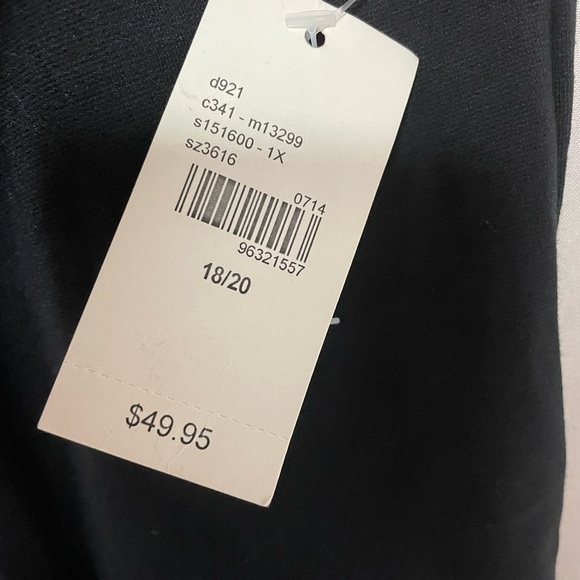 d921
c341 - m13299
s151600 - 1X
sz3616
0714
96321557
18/20
$49.95